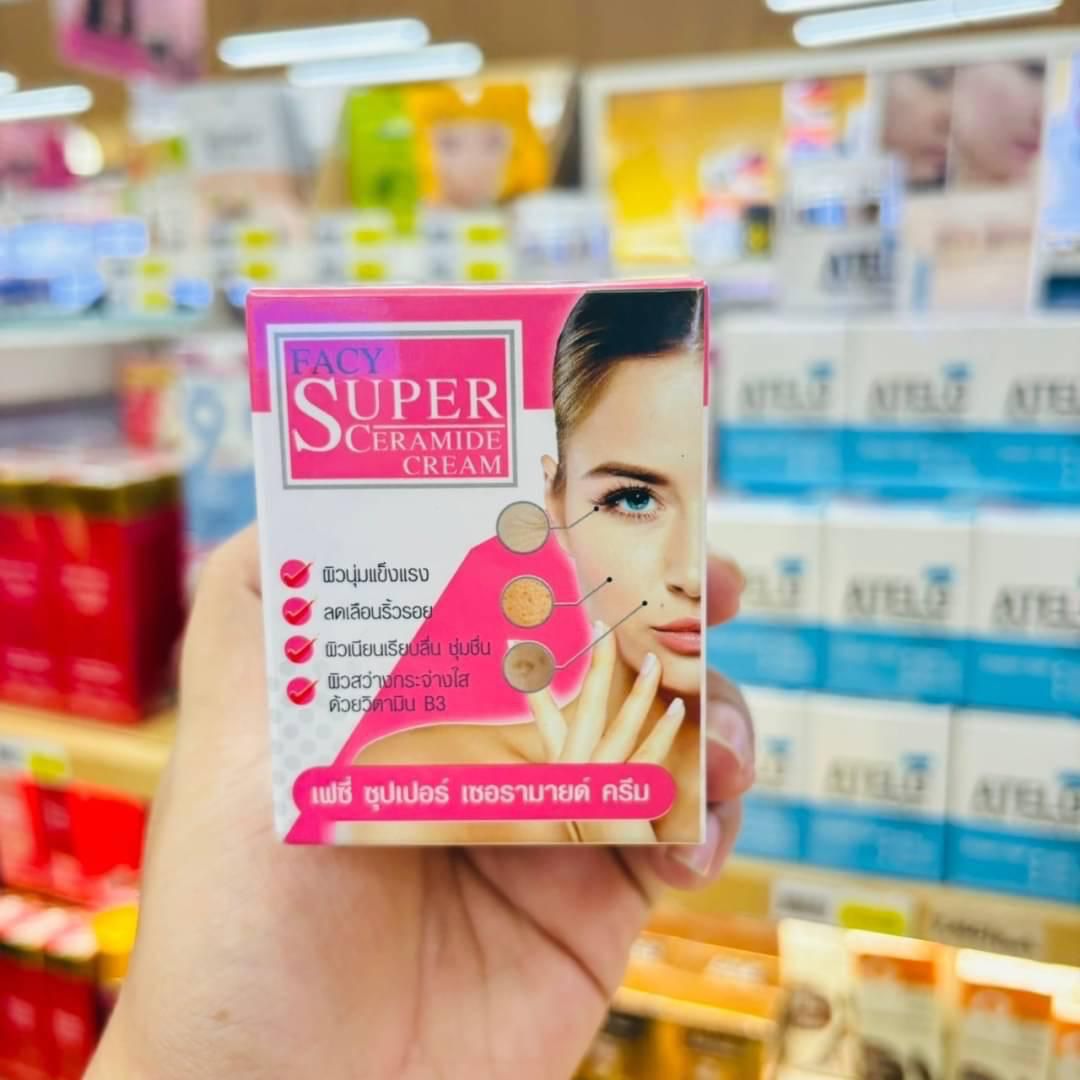 FACY
SUPER
CERAMIDE
CREAM
ผิวนุ่มแข็งแรง
ลดเลือนริ้วรอย
ผิวเนียนเรียบลื่น ชุ่มชื่น
ผิวสว่างกระจ่างใส
ด้วยวิตามิน B3
เฟซี่ ซุปเปอร์ เซอรามายด์ ครีม